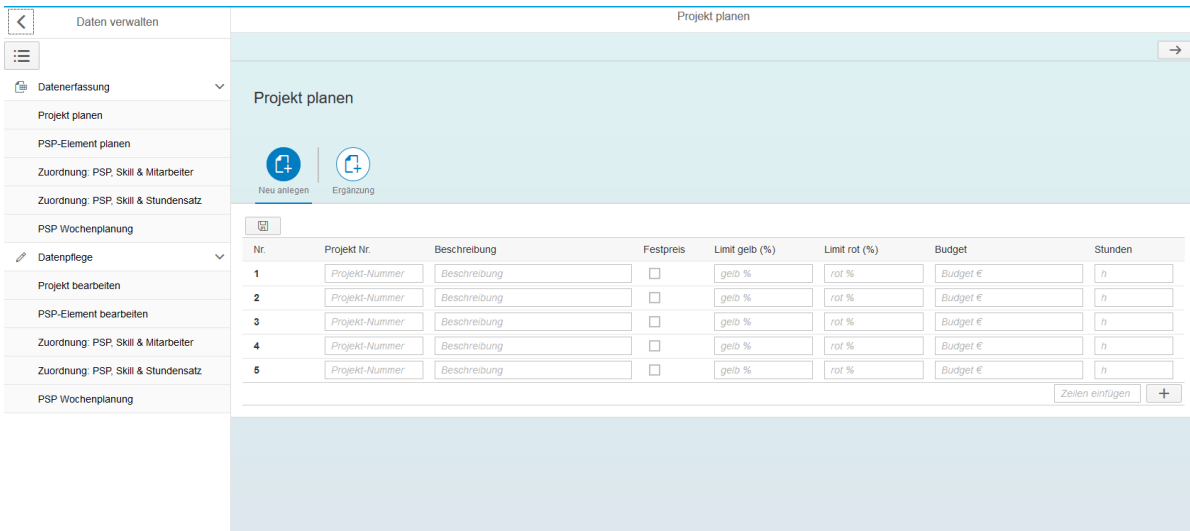 Daten verwalten
Projekt planen
Datenerfassung
Projekt planen
PSP-Element planen
Zuordnung: PSP, Skill & Mitarbeiter
Zuordnung: PSP, Skill & Stundensatz
PSP Wochenplanung
Datenpflege
Projekt bearbeiten
PSP-Element bearbeiten
Zuordnung: PSP, Skill & Mitarbeiter
Zuordnung: PSP, Skill & Stundensatz
PSP Wochenplanung
Projekt planen
Neu anlegen Ergänzung
Nr. Projekt Nr. Beschreibung Festpreis Limit gelb (%) Limit rot (%) Budget Stunden
1 Projekt-Nummer Beschreibung gelb % rot % Budget € h
2 Projekt-Nummer Beschreibung gelb % rot % Budget € h
3 Projekt-Nummer Beschreibung gelb % rot % Budget € h
4 Projekt-Nummer Beschreibung gelb % rot % Budget € h
5 Projekt-Nummer Beschreibung gelb % rot % Budget € h
Zeilen einfügen